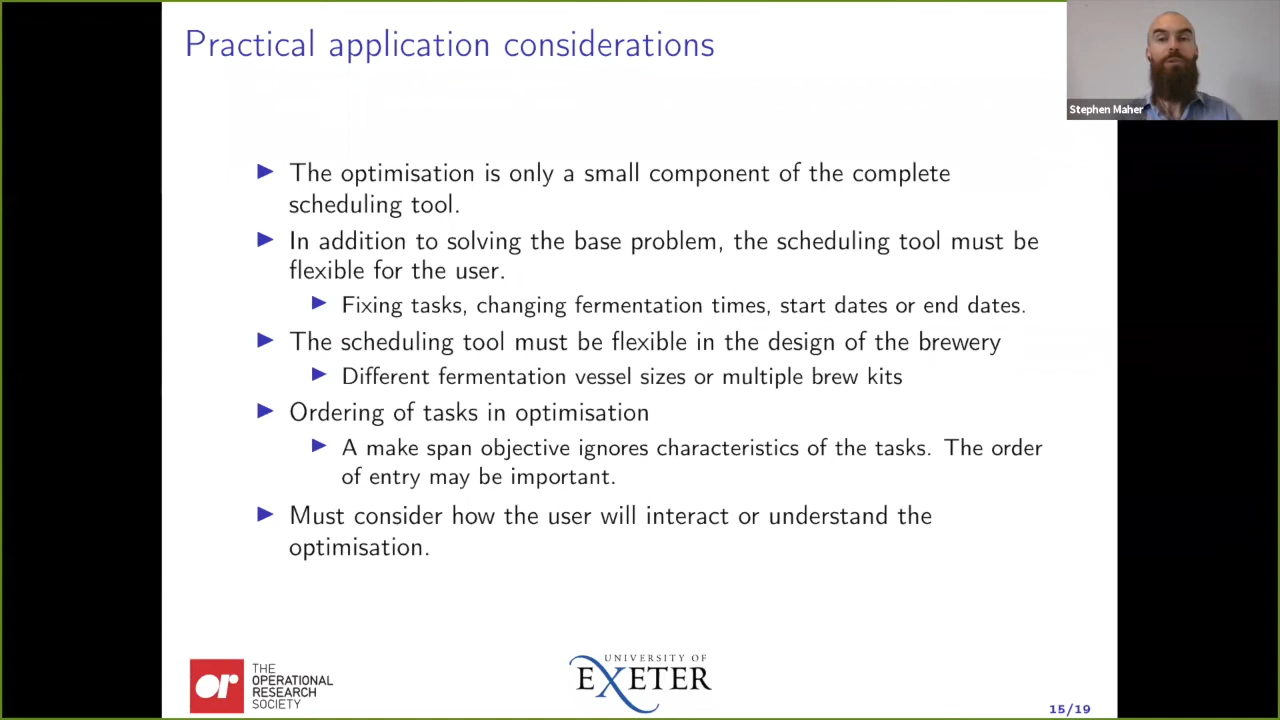 Practical application considerations
Stephen Maher
The optimisation is only a small component of the complete
scheduling tool.
In addition to solving the base problem, the scheduling tool must be
flexible for the user.
Fixing tasks, changing fermentation times, start dates or end dates.
The scheduling tool must be flexible in the design of the brewery
Different fermentation vessel sizes or multiple brew kits
Ordering of tasks in optimisation
A make span objective ignores characteristics of the tasks. The order
of entry may be important.
Must consider how the user will interact or understand the
optimisation.
or
THE
OPERATIONAL
RESEARCH
SOCIETY
UNIVERSITY OF
EXETER
15/19